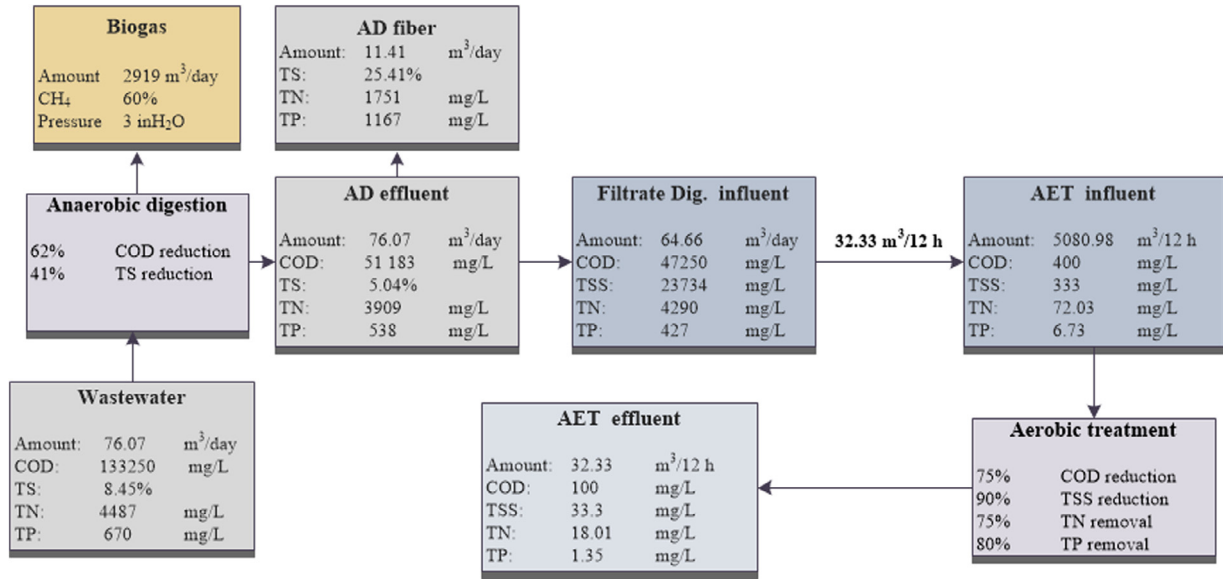 Biogas
Amount 2919 m³/day
CH₄ 60%
Pressure 3 inH₂O
AD fiber
Amount: 11.41 m³/day
TS: 25.41%
TN: 1751 mg/L
TP: 1167 mg/L
Anaerobic digestion
62% COD reduction
41% TS reduction
AD effluent
Amount: 76.07 m³/day
COD: 51 183 mg/L
TS: 5.04%
TN: 3909 mg/L
TP: 538 mg/L
Filtrate Dig. influent
Amount: 64.66 m³/day
COD: 47250 mg/L
TSS: 23734 mg/L
TN: 4290 mg/L
TP: 427 mg/L
32.33 m³/12 h
AET influent
Amount: 5080.98 m³/12 h
COD: 400 mg/L
TSS: 333 mg/L
TN: 72.03 mg/L
TP: 6.73 mg/L
Wastewater
Amount: 76.07 m³/day
COD: 133250 mg/L
TS: 8.45%
TN: 4487 mg/L
TP: 670 mg/L
AET effluent
Amount: 32.33 m³/12 h
COD: 100 mg/L
TSS: 33.3 mg/L
TN: 18.01 mg/L
TP: 1.35 mg/L
Aerobic treatment
75% COD reduction
90% TSS reduction
75% TN removal
80% TP removal